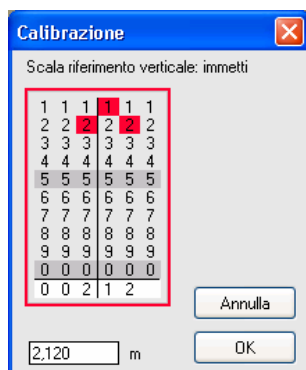 Calibrazione
Scala riferimento verticale: immetti
1 1 1 1 1 1
2 2 2 2 2 2
3 3 3 3 3 3
4 4 4 4 4 4
5 5 5 5 5 5
6 6 6 6 6 6
7 7 7 7 7 7
8 8 8 8 8 8
9 9 9 9 9 9
0 0 0 0 0 0
0 0 2 1 2
Annulla
2,120 m
OK